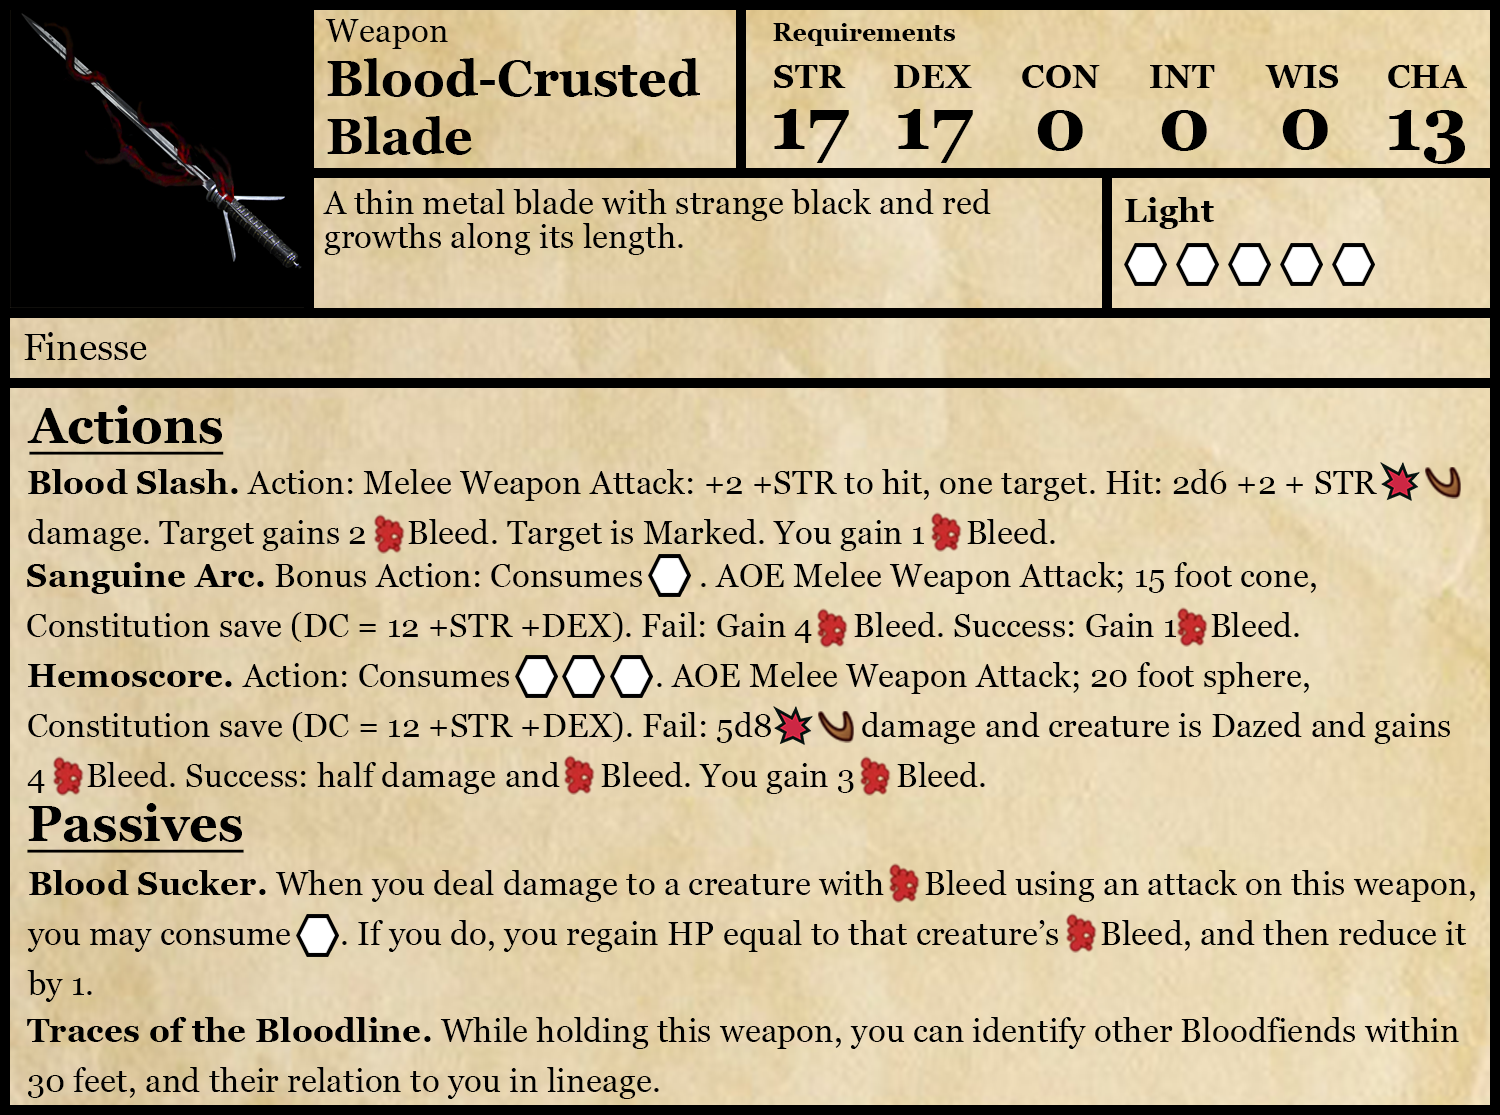 Weapon
Blood-Crusted
Blade
Requirements
STR DEX CON INT WIS CHA
17 17 0 0 0 13
A thin metal blade with strange black and red
growths along its length.
Light
Finesse
Actions
Blood Slash. Action: Melee Weapon Attack: +2 +STR to hit, one target. Hit: 2d6 +2 + STR
damage. Target gains 2 Bleed. Target is Marked. You gain 1 Bleed.
Sanguine Arc. Bonus Action: Consumes . AOE Melee Weapon Attack; 15 foot cone,
Constitution save (DC = 12 +STR +DEX). Fail: Gain 4 Bleed. Success: Gain 1 Bleed.
Hemoscore. Action: Consumes . AOE Melee Weapon Attack; 20 foot sphere,
Constitution save (DC = 12 +STR +DEX). Fail: 5d8 damage and creature is Dazed and gains
4 Bleed. Success: half damage and Bleed. You gain 3 Bleed.
Passives
Blood Sucker. When you deal damage to a creature with Bleed using an attack on this weapon,
you may consume . If you do, you regain HP equal to that creature’s Bleed, and then reduce it
by 1.
Traces of the Bloodline. While holding this weapon, you can identify other Bloodfiends within
30 feet, and their relation to you in lineage.